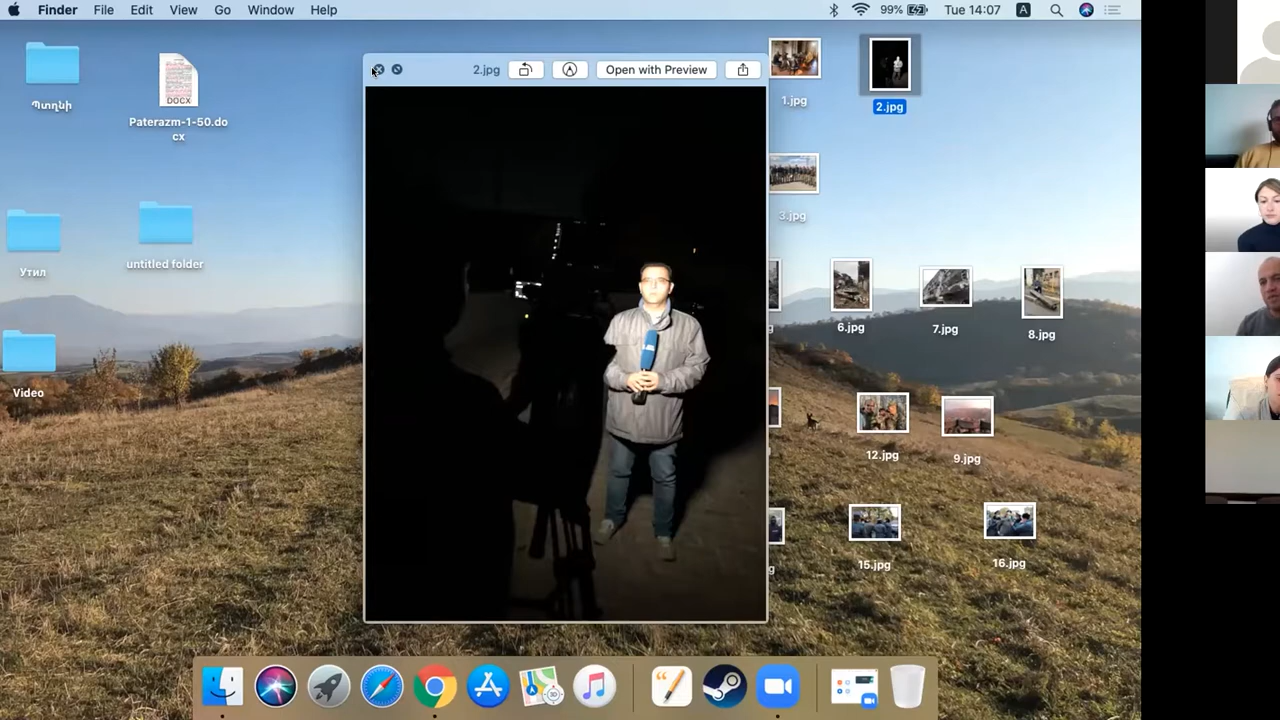 Finder File Edit View Go Window Help 99% Tue 14:07 A
2.jpg Open with Preview
Պտղնի
Paterazm-1-50.do
cx
DOCX
1.jpg
2.jpg
3.jpg
Утил
untitled folder
6.jpg
7.jpg
8.jpg
Video
12.jpg
9.jpg
15.jpg
16.jpg
3D